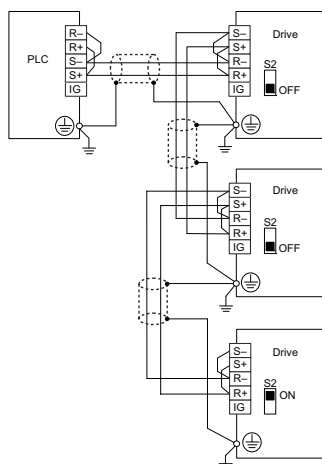 PLC
R–
R+
S–
S+
IG
S–
S+
R–
R+
IG
Drive
S2
OFF
S–
S+
R–
R+
IG
Drive
S2
OFF
S–
S+
R–
R+
IG
Drive
S2
ON